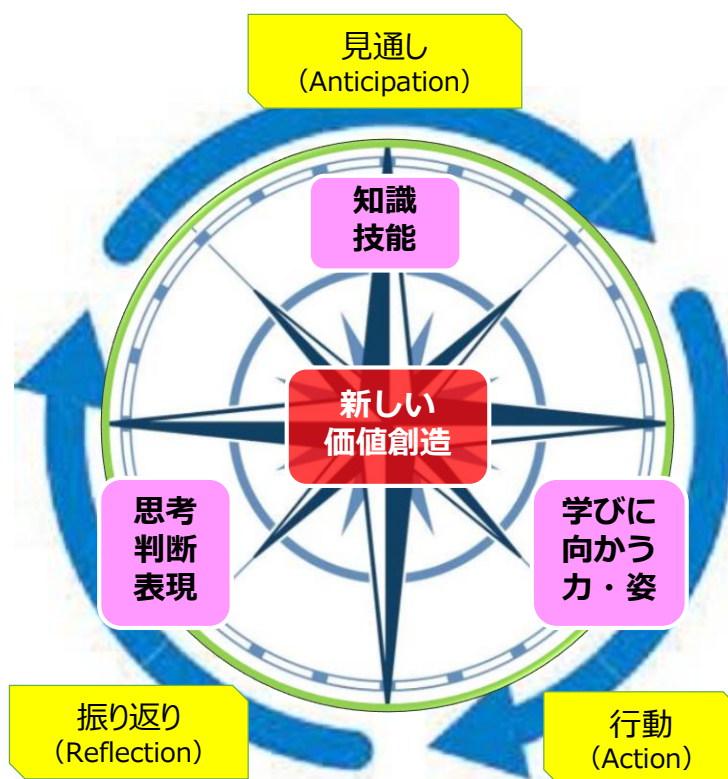 見通し
（Anticipation）
知識
技能
新しい
価値創造
思考
判断
表現
学びに
向かう
力・姿
振り返り
（Reflection）
行動
（Action）